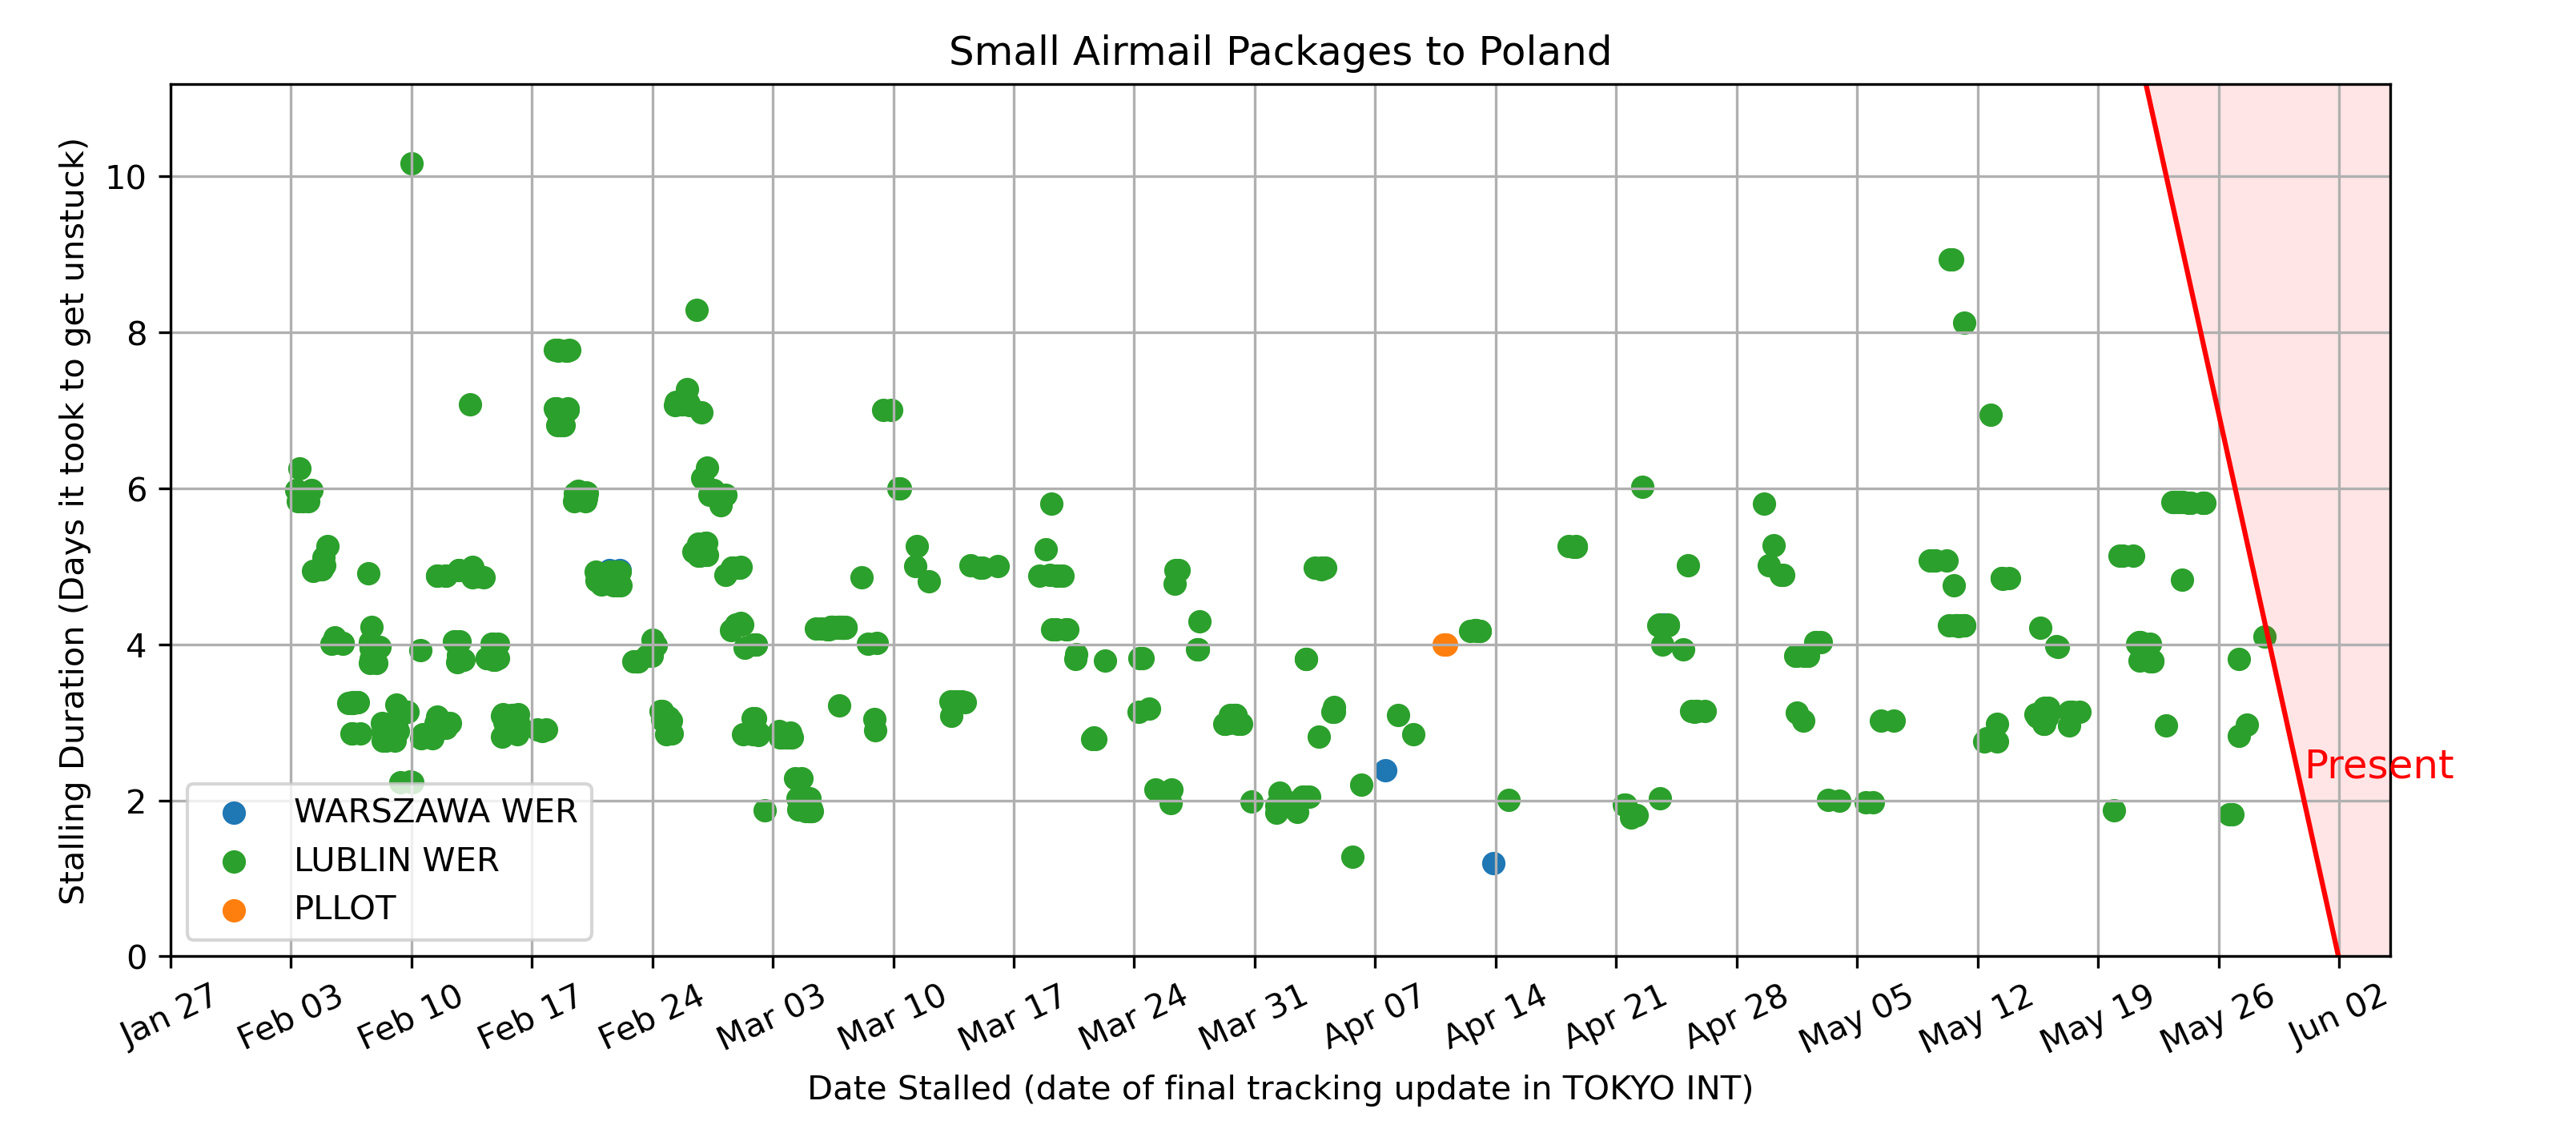 Small Airmail Packages to Poland
Stalling Duration (Days it took to get unstuck)
10
8
6
4
2
0
WARSZAWA WER
LUBLIN WER
PLLOT
Present
Jan 27
Feb 03
Feb 10
Feb 17
Feb 24
Mar 03
Mar 10
Mar 17
Mar 24
Mar 31
Apr 07
Apr 14
Apr 21
Apr 28
May 05
May 12
May 19
May 26
Jun 02
Date Stalled (date of final tracking update in TOKYO INT)